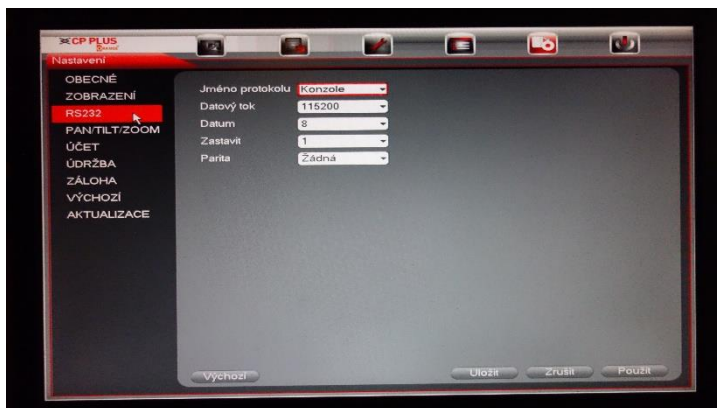 CP PLUS
Nastavení
OBECNÉ
ZOBRAZENÍ
RS232
PAN/TILT/ZOOM
ÚČET
ÚDRŽBA
ZÁLOHA
VÝCHOZÍ
AKTUALIZACE
Jméno protokolu Konzole
Datový tok 115200
Datum 8
Zastavit 1
Parita Žádná
Výchozí Uložit Zrušit Použít